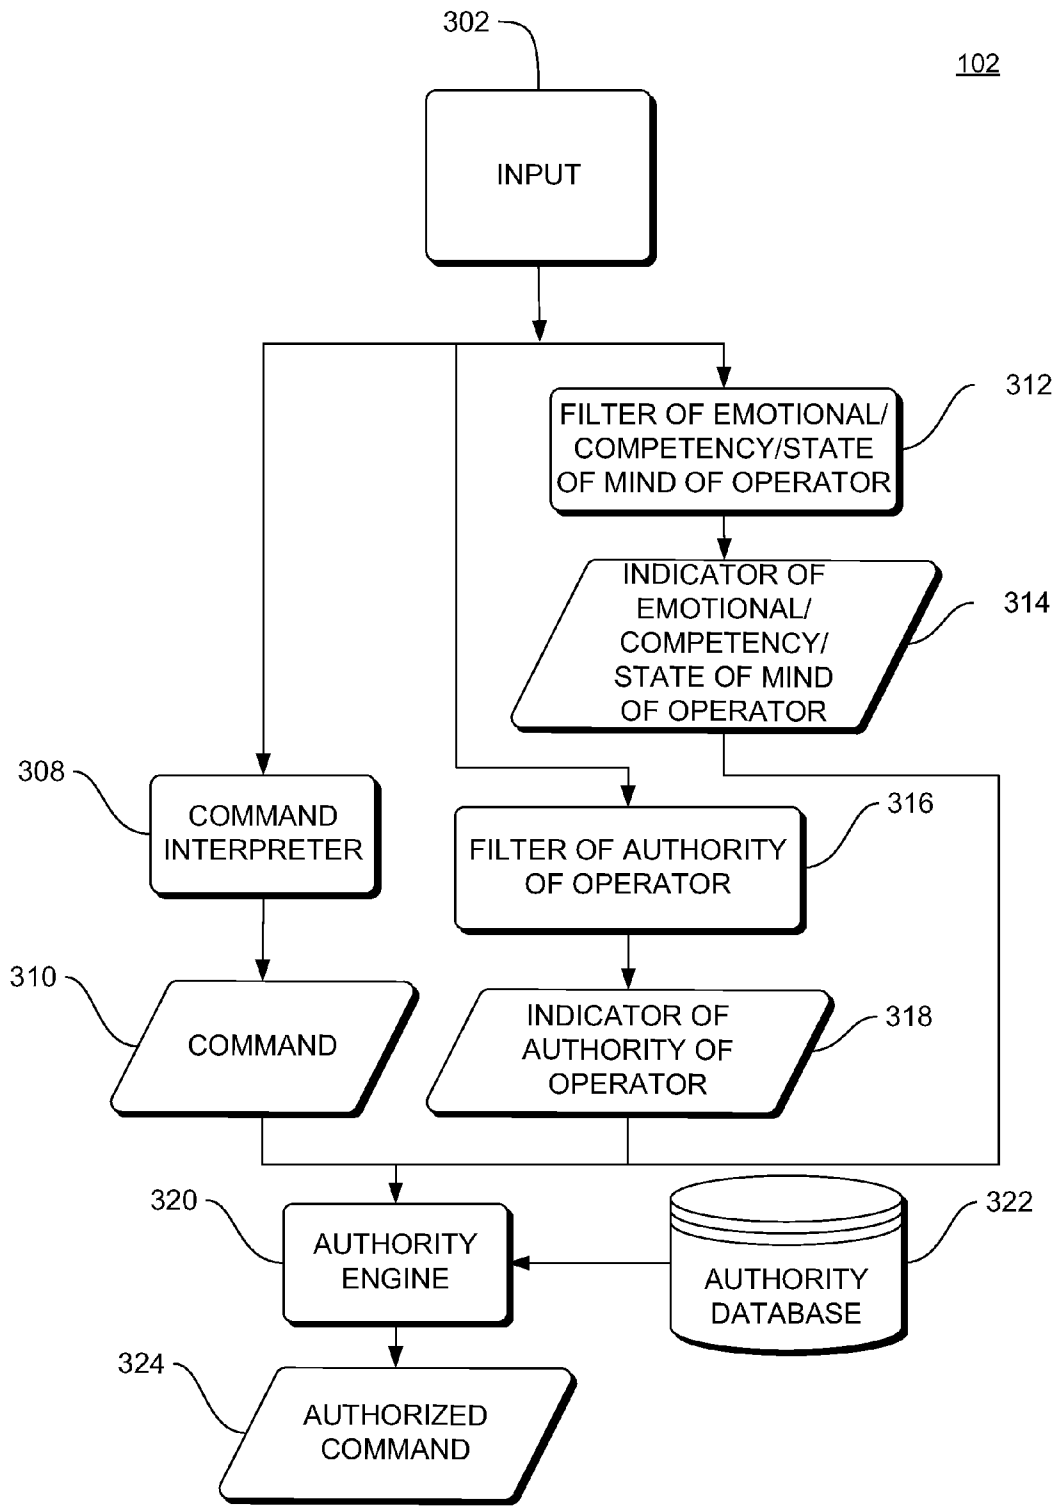 302
102
INPUT
312
FILTER OF EMOTIONAL/
COMPETENCY/STATE
OF MIND OF OPERATOR
314
INDICATOR OF
EMOTIONAL/
COMPETENCY/
STATE OF MIND
OF OPERATOR
308
COMMAND
INTERPRETER
316
FILTER OF AUTHORITY
OF OPERATOR
310
COMMAND
318
INDICATOR OF
AUTHORITY OF
OPERATOR
320
AUTHORITY
ENGINE
322
AUTHORITY
DATABASE
324
AUTHORIZED
COMMAND